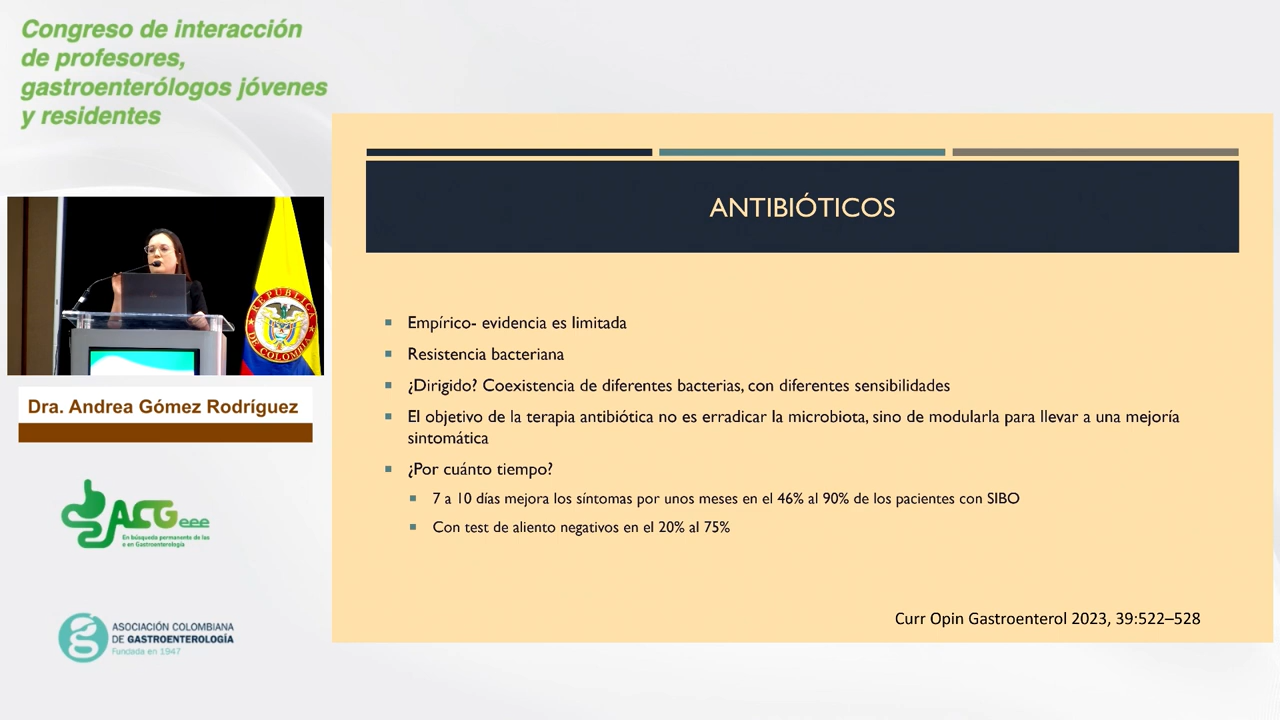 Congreso de interacción
de profesores,
gastroenterólogos jóvenes
y residentes
REPUBLICA
DE COLOMBIA
Dra. Andrea Gómez Rodríguez
ACGeee
En búsqueda permanente de las
e en Gastroenterología
ASOCIACIÓN COLOMBIANA
DE GASTROENTEROLOGÍA
Fundada en 1947
ANTIBIÓTICOS
Empírico- evidencia es limitada
Resistencia bacteriana
¿Dirigido? Coexistencia de diferentes bacterias, con diferentes sensibilidades
El objetivo de la terapia antibiótica no es erradicar la microbiota, sino de modularla para llevar a una mejoría
sintomática
¿Por cuánto tiempo?
7 a 10 días mejora los síntomas por unos meses en el 46% al 90% de los pacientes con SIBO
Con test de aliento negativos en el 20% al 75%
Curr Opin Gastroenterol 2023, 39:522–528